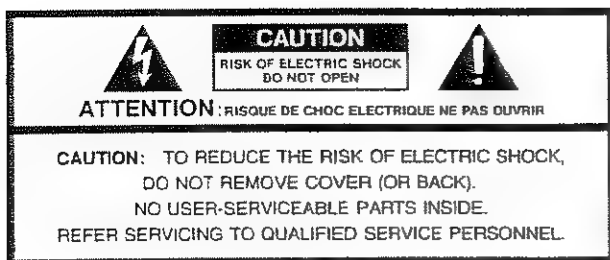 CAUTION
RISK OF ELECTRIC SHOCK
DO NOT OPEN
ATTENTION : RISQUE DE CHOC ELECTRIQUE NE PAS OUVRIR
CAUTION: TO REDUCE THE RISK OF ELECTRIC SHOCK,
DO NOT REMOVE COVER (OR BACK).
NO USER-SERVICEABLE PARTS INSIDE.
REFER SERVICING TO QUALIFIED SERVICE PERSONNEL.